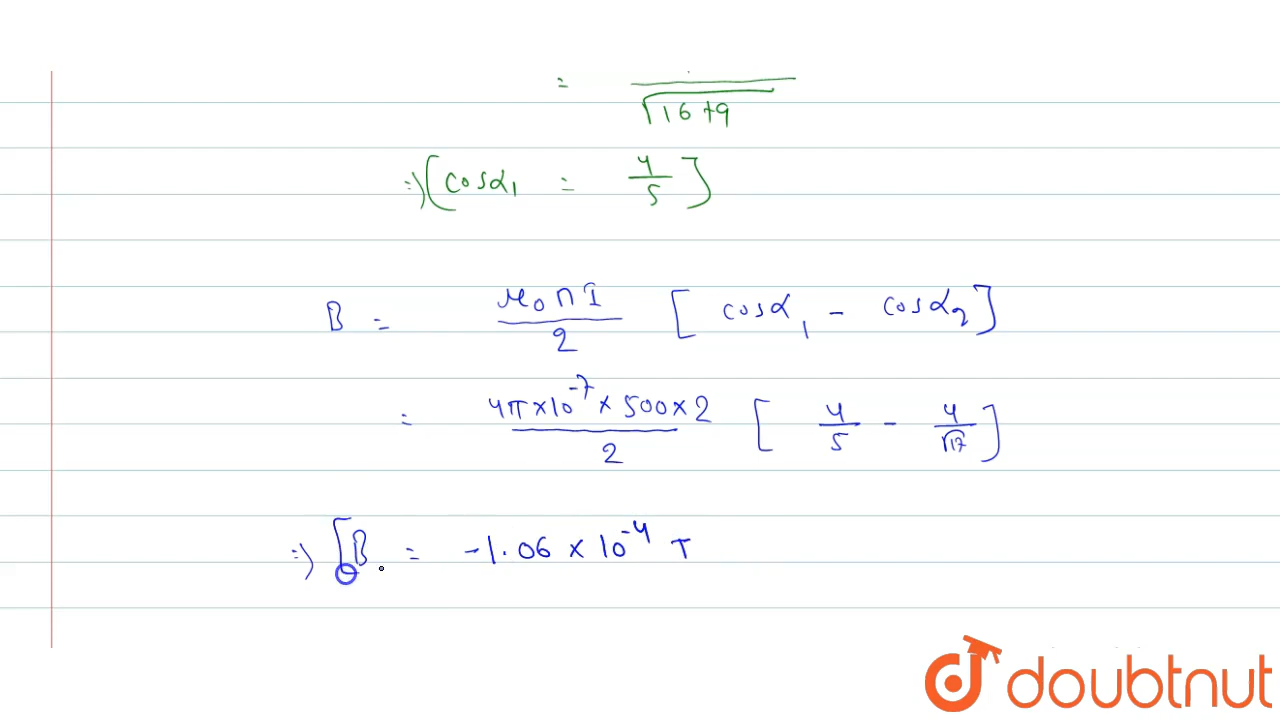 = ──── / √16+9
⇒ [cosα₁ = 4/5]
B = μ₀nI/2 [cosα₁ - cosα₂]
= 4π×10⁻⁷×500×2/2 [4/5 - 4/√17]
⇒ [B = -1.06 × 10⁻⁴ T
doubtnut